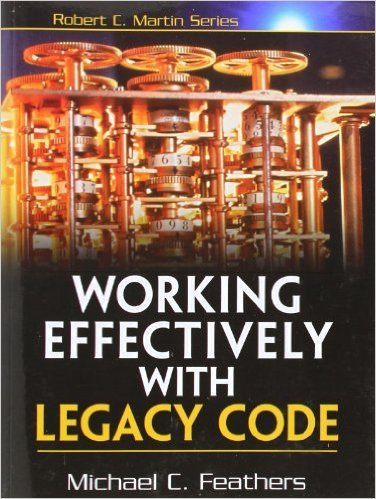 Robert C. Martin Series
WORKING
EFFECTIVELY
WITH
LEGACY CODE
Michael C. Feathers